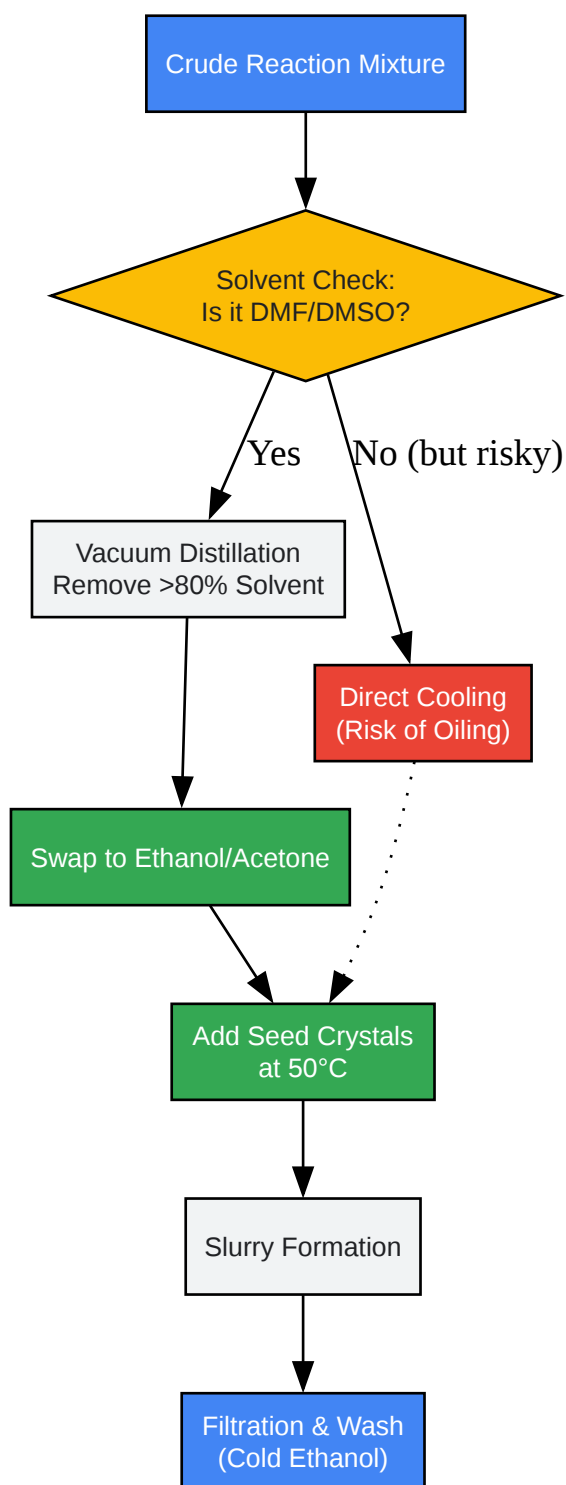 Crude Reaction Mixture
Solvent Check:
Is it DMF/DMSO?
Yes
No (but risky)
Vacuum Distillation
Remove >80% Solvent
Direct Cooling
(Risk of Oiling)
Swap to Ethanol/Acetone
Add Seed Crystals
at 50°C
Slurry Formation
Filtration & Wash
(Cold Ethanol)